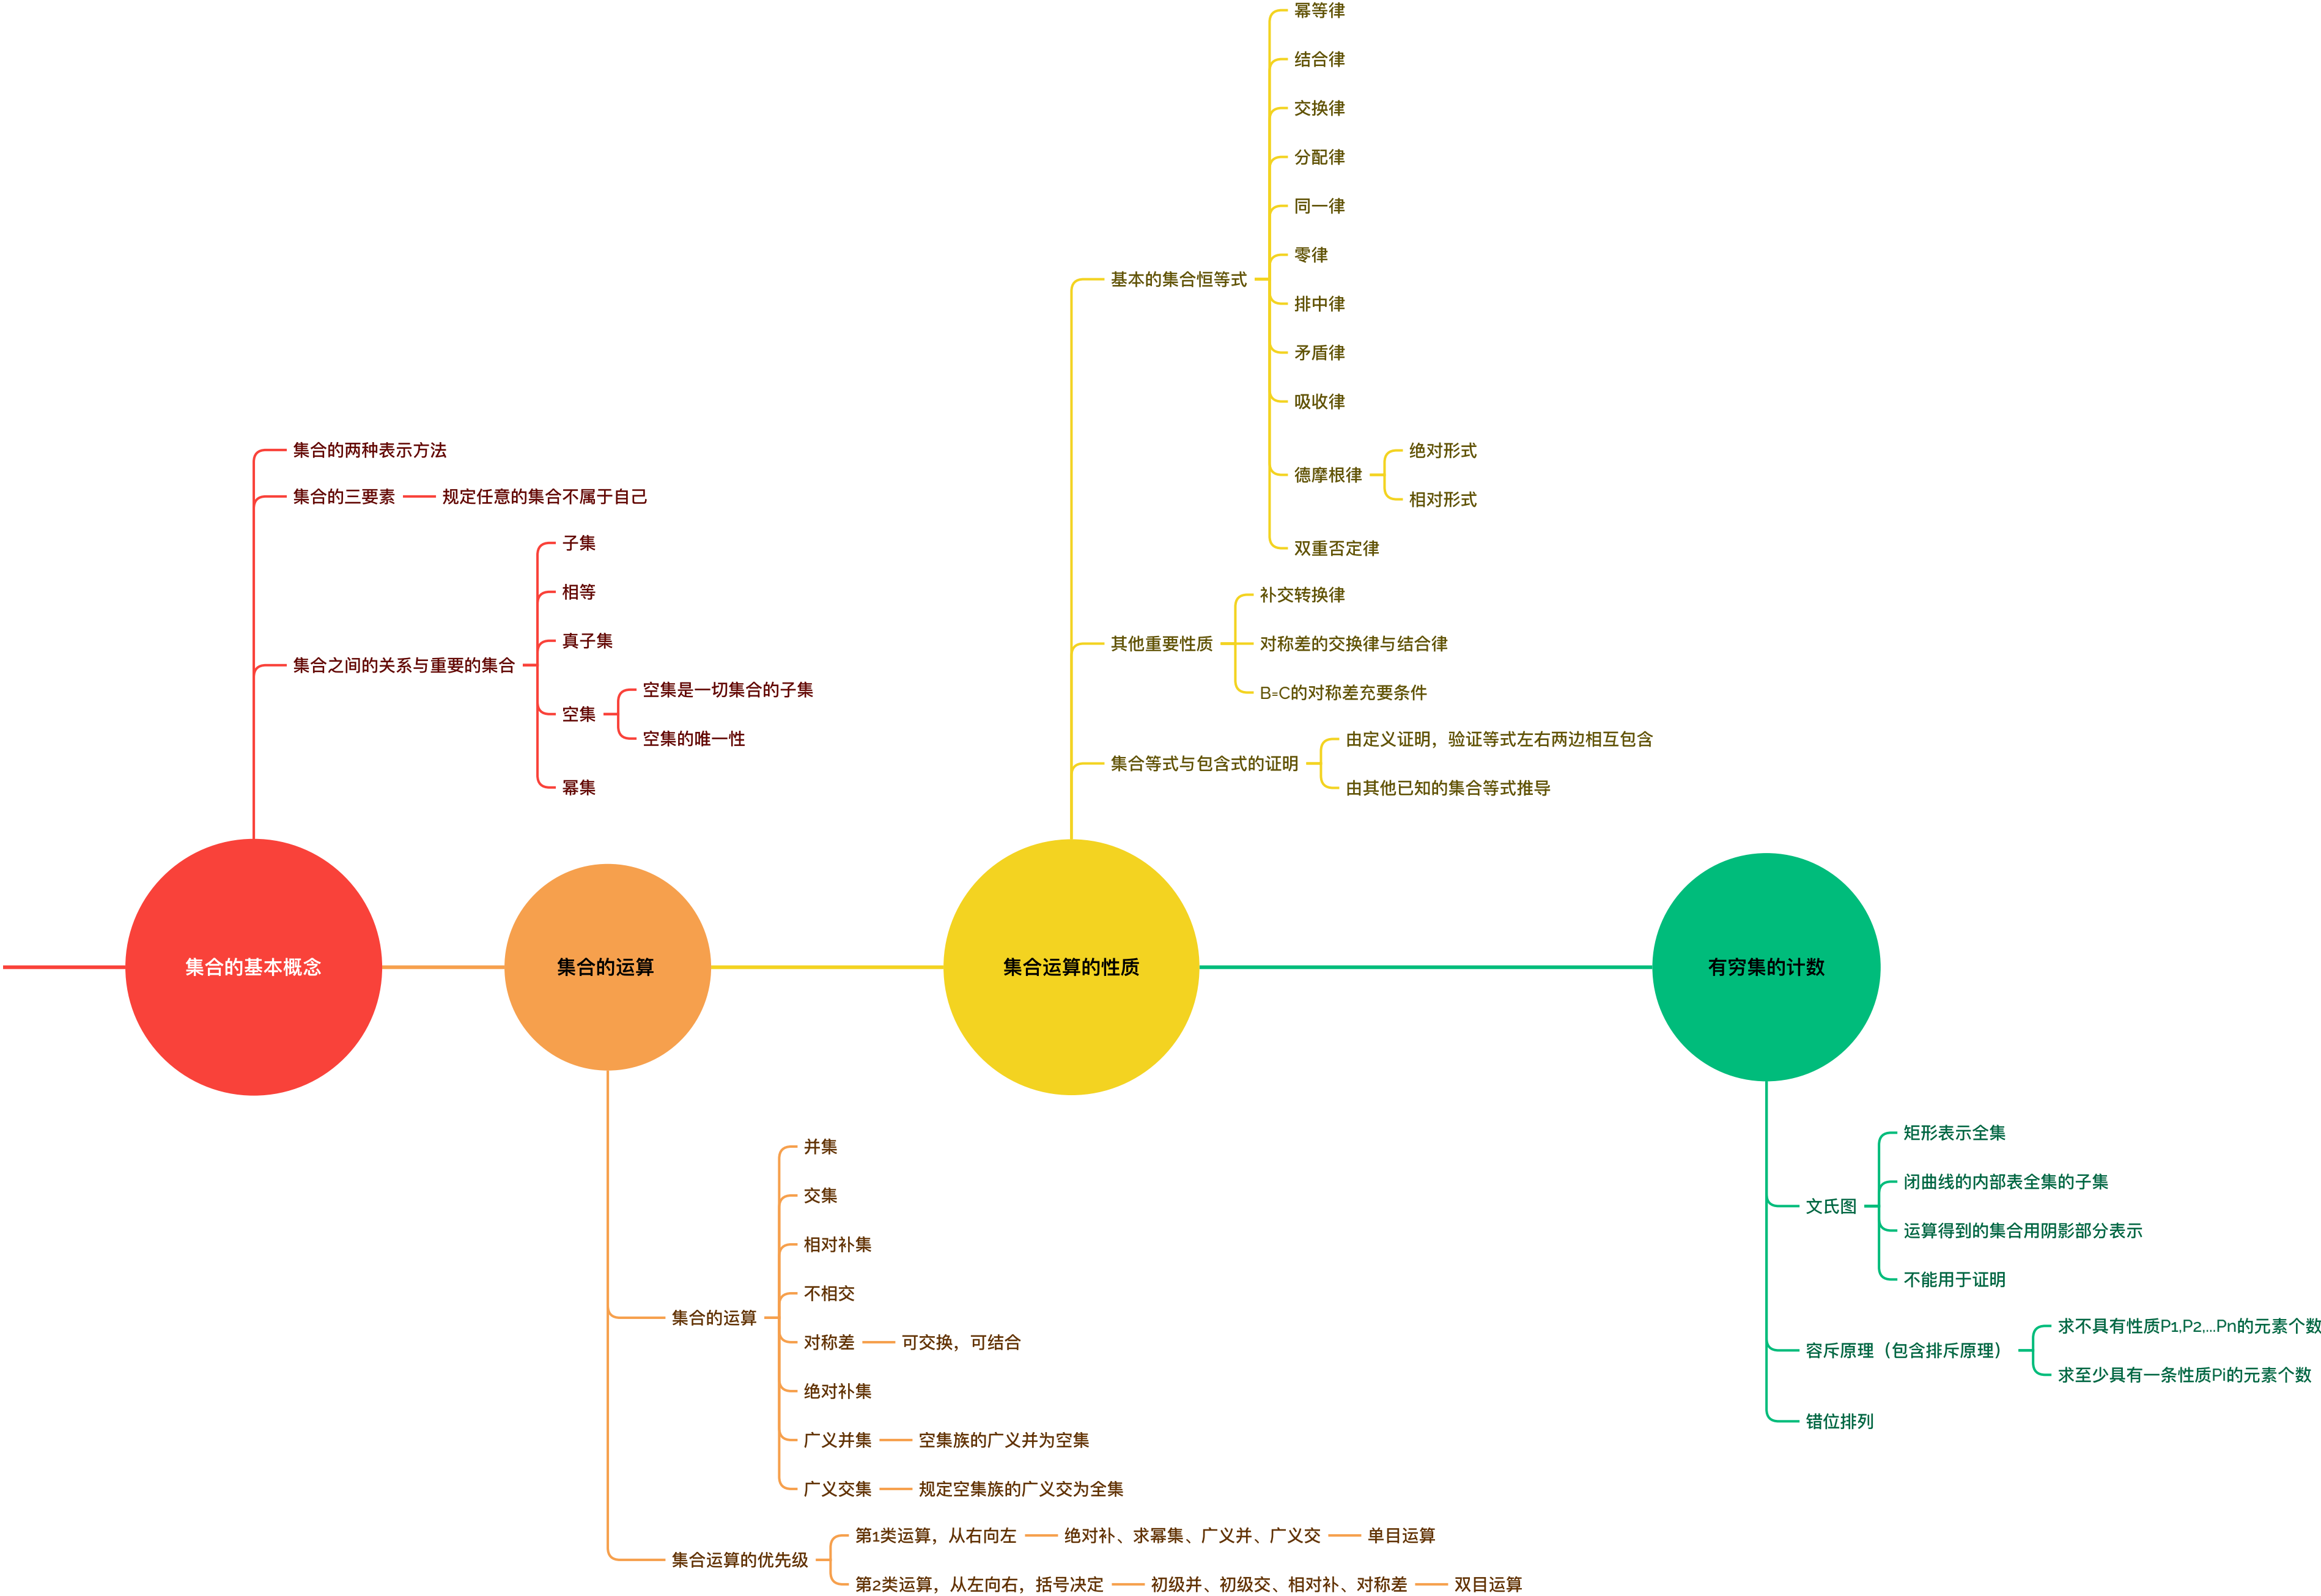 集合的基本概念
集合的两种表示方法
集合的三要素
规定任意的集合不属于自己
集合之间的关系与重要的集合
子集
相等
真子集
空集
空集是一切集合的子集
空集的唯一性
幂集
集合的运算
集合的运算
并集
交集
相对补集
不相交
对称差
可交换，可结合
绝对补集
广义并集
空集族的广义并为空集
广义交集
规定空集族的广义交为全集
集合运算的优先级
第1类运算，从右向左
绝对补、求幂集、广义并、广义交
单目运算
第2类运算，从左向右，括号决定
初级并、初级交、相对补、对称差
双目运算
集合运算的性质
基本的集合恒等式
幂等律
结合律
交换律
分配律
同一律
零律
排中律
矛盾律
吸收律
德摩根律
绝对形式
相对形式
双重否定律
其他重要性质
补交转换律
对称差的交换律与结合律
B=C的对称差充要条件
集合等式与包含式的证明
由定义证明，验证等式左右两边相互包含
由其他已知的集合等式推导
有穷集的计数
文氏图
矩形表示全集
闭曲线的内部表全集的子集
运算得到的集合用阴影部分表示
不能用于证明
容斥原理（包含排斥原理）
求不具有性质P1,P2,...Pn的元素个数
求至少具有一条性质Pi的元素个数
错位排列